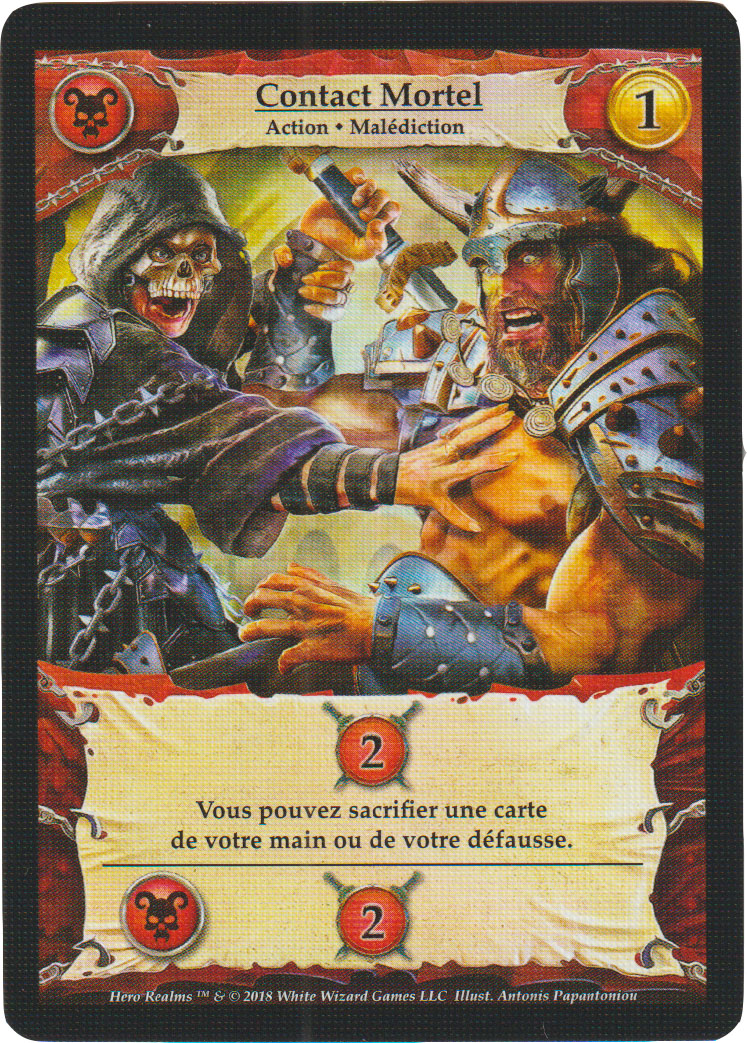 Contact Mortel
1
Action • Malédiction
2
Vous pouvez sacrifier une carte
de votre main ou de votre défausse.
2
Hero Realms ™ & © 2018 White Wizard Games LLC Illust. Antonis Papantoniou